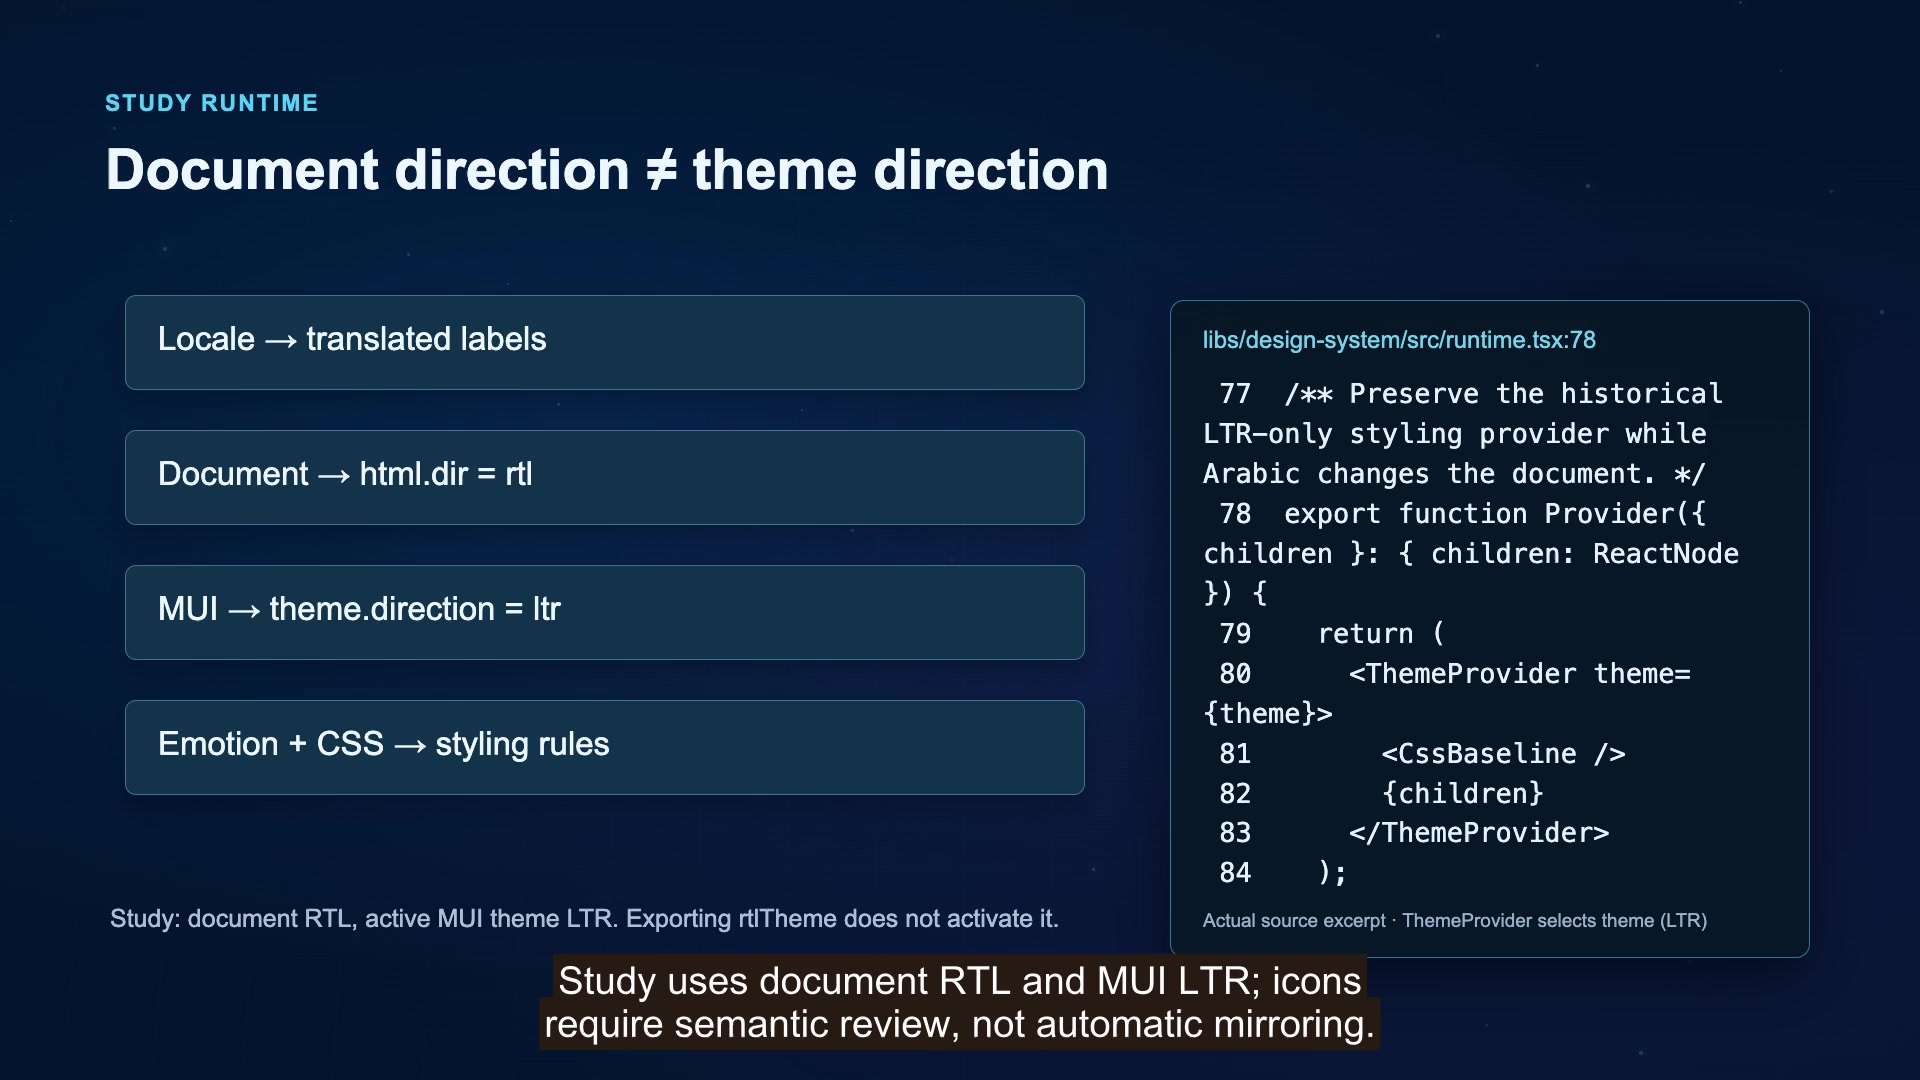 STUDY RUNTIME
Document direction ≠ theme direction
Locale → translated labels
Document → html.dir = rtl
MUI → theme.direction = ltr
Emotion + CSS → styling rules
Study: document RTL, active MUI theme LTR. Exporting rtlTheme does not activate it.
libs/design-system/src/runtime.tsx:78
77  /** Preserve the historical
LTR-only styling provider while
Arabic changes the document. */
78  export function Provider({
children }: { children: ReactNode
}) {
79    return (
80      <ThemeProvider theme=
{theme}>
81        <CssBaseline />
82        {children}
83      </ThemeProvider>
84    );
Actual source excerpt · ThemeProvider selects theme (LTR)
Study uses document RTL and MUI LTR; icons
require semantic review, not automatic mirroring.